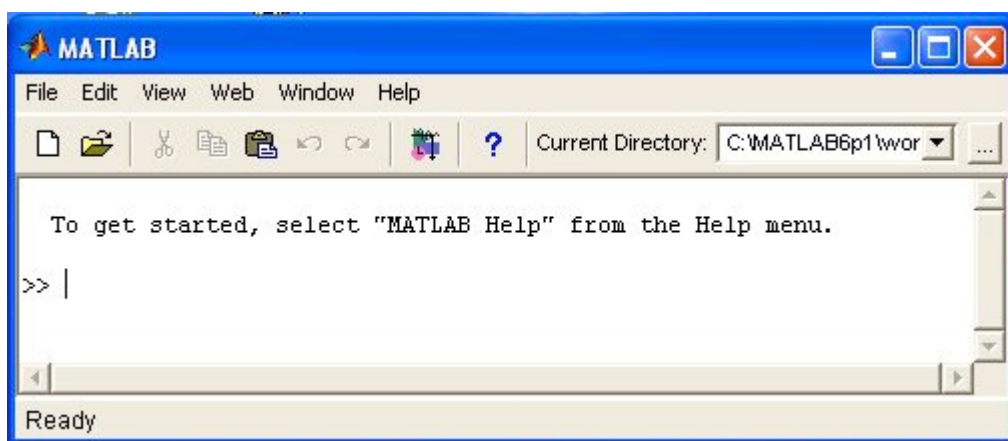 MATLAB
File Edit View Web Window Help
? Current Directory: C:\MATLAB6p1\wor ...
To get started, select "MATLAB Help" from the Help menu.
>>
Ready